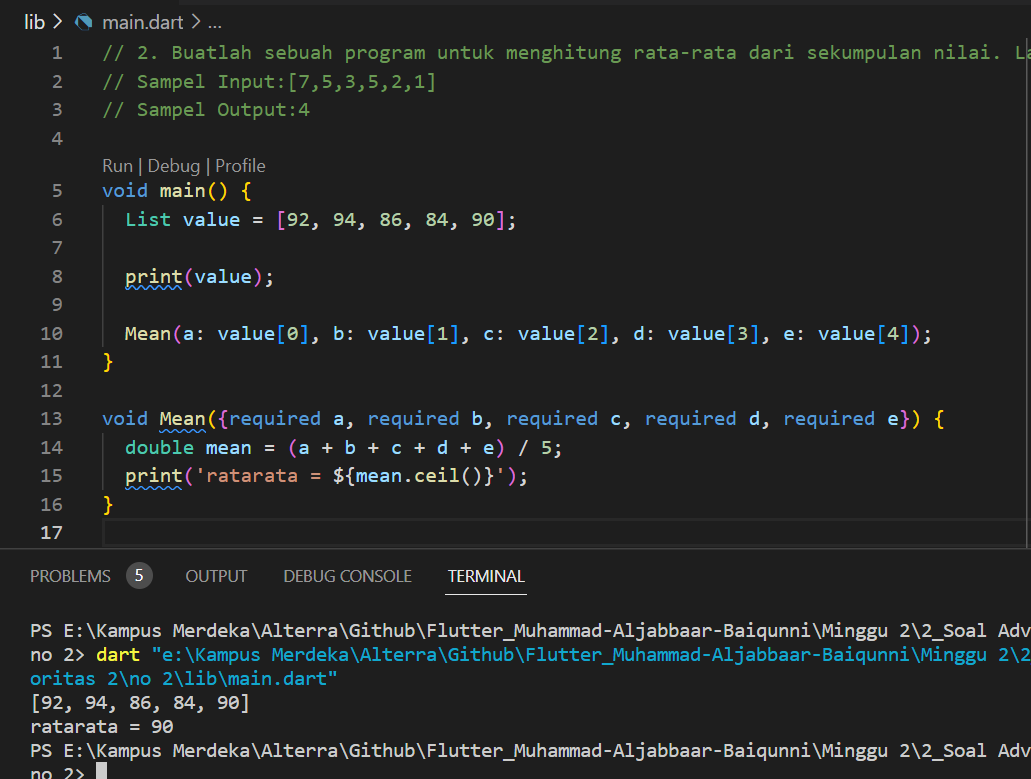 lib > main.dart > ...
1 // 2. Buatlah sebuah program untuk menghitung rata-rata dari sekumpulan nilai.
2 // Sampel Input:[7,5,3,5,2,1]
3 // Sampel Output:4
4
Run | Debug | Profile
5 void main() {
6   List value = [92, 94, 86, 84, 90];
7
8   print(value);
9
10   Mean(a: value[0], b: value[1], c: value[2], d: value[3], e: value[4]);
11 }
12
13 void Mean({required a, required b, required c, required d, required e}) {
14   double mean = (a + b + c + d + e) / 5;
15   print('ratarata = ${mean.ceil()}');
16 }
17
PROBLEMS 5 OUTPUT DEBUG CONSOLE TERMINAL
PS E:\Kampus Merdeka\Alterra\Github\Flutter_Muhammad-Aljabbaar-Baiqunni\Minggu 2\2_Soal Adv
no 2> dart "e:\Kampus Merdeka\Alterra\Github\Flutter_Muhammad-Aljabbaar-Baiqunni\Minggu 2\2
oritas 2\no 2\lib\main.dart"
[92, 94, 86, 84, 90]
ratarata = 90
PS E:\Kampus Merdeka\Alterra\Github\Flutter_Muhammad-Aljabbaar-Baiqunni\Minggu 2\2_Soal Adv
no 2>